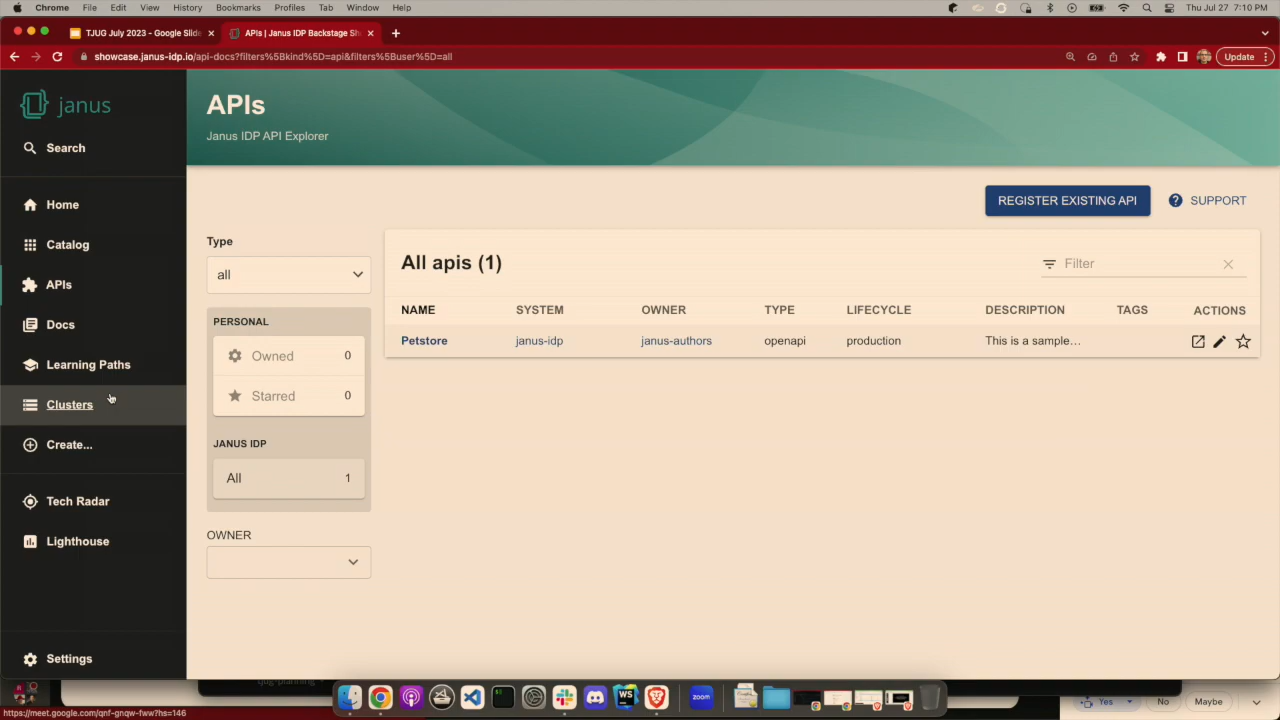 Chrome File Edit View History Bookmarks Profiles Tab Window Help Thu Jul 27 7:10 PM
TJUG July 2023 - Google Slide
APIs | Janus IDP Backstage Sh
showcase.janus-idp.io/api-docs?filters%5Bkind%5D=api&filters%5Buser%5D=all
Update
janus
Search
Home
Catalog
APIs
Docs
Learning Paths
Clusters
Create...
Tech Radar
Lighthouse
Settings
APIs
Janus IDP API Explorer
REGISTER EXISTING API
SUPPORT
Type
all
PERSONAL
Owned 0
Starred 0
JANUS IDP
All 1
OWNER
All apis (1)
Filter
NAME SYSTEM OWNER TYPE LIFECYCLE DESCRIPTION TAGS ACTIONS
Petstore janus-idp janus-authors openapi production This is a sample...
qug-planning
zoom
WS
Yes No Maybe
https://meet.google.com/qnf-gnqw-fww?hs=146